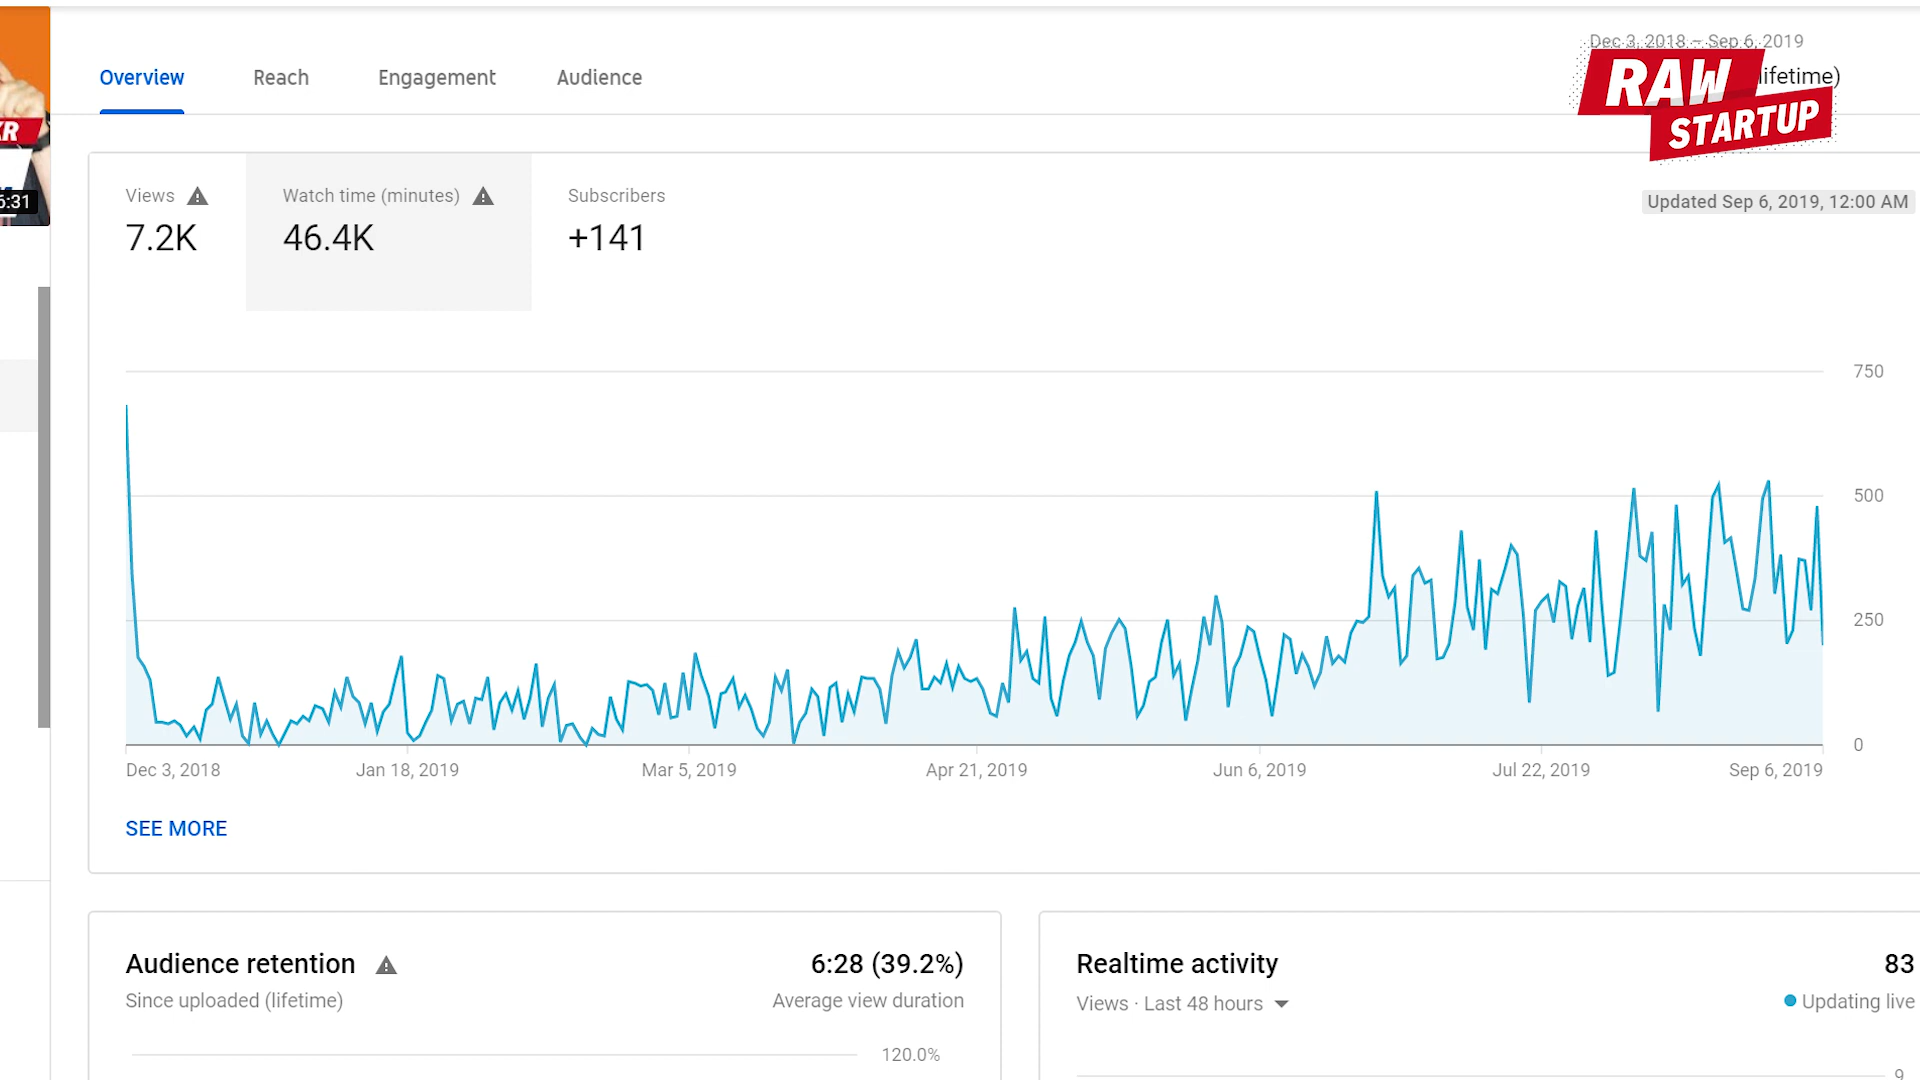 Overview
Reach
Engagement
Audience
Dec 3, 2018 – Sep 6, 2019
lifetime)
RAW
STARTUP
KR
6:31
Views
7.2K
Watch time (minutes)
46.4K
Subscribers
+141
Updated Sep 6, 2019, 12:00 AM
750
500
250
0
Dec 3, 2018
Jan 18, 2019
Mar 5, 2019
Apr 21, 2019
Jun 6, 2019
Jul 22, 2019
Sep 6, 2019
SEE MORE
Audience retention
6:28 (39.2%)
Since uploaded (lifetime)
Average view duration
120.0%
Realtime activity
83
Views · Last 48 hours
Updating live
9